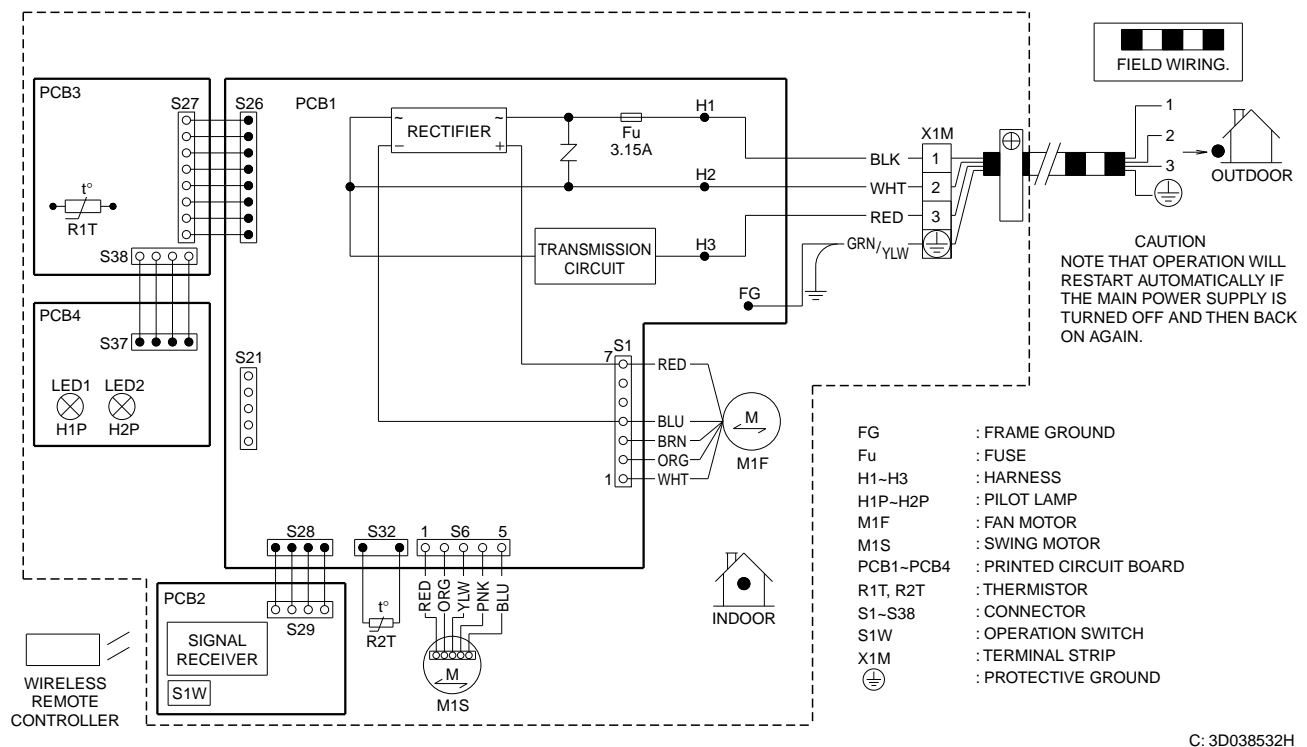 FIELD WIRING.
PCB3
S27
S26
PCB1
~
RECTIFIER
~
–
+
Fu
3.15A
H1
BLK
X1M
1
H2
WHT
2
RED
3
H3
GRN/YLW
1
2
3
OUTDOOR
t°
R1T
S38
TRANSMISSION
CIRCUIT
FG
CAUTION
NOTE THAT OPERATION WILL
RESTART AUTOMATICALLY IF
THE MAIN POWER SUPPLY IS
TURNED OFF AND THEN BACK
ON AGAIN.
PCB4
S37
LED1 LED2
H1P H2P
S21
S1
7
RED
BLU
BRN
ORG
1
WHT
M
M1F
FG : FRAME GROUND
Fu : FUSE
H1~H3 : HARNESS
H1P~H2P : PILOT LAMP
M1F : FAN MOTOR
M1S : SWING MOTOR
PCB1~PCB4 : PRINTED CIRCUIT BOARD
R1T, R2T : THERMISTOR
S1~S38 : CONNECTOR
S1W : OPERATION SWITCH
X1M : TERMINAL STRIP
: PROTECTIVE GROUND
S28
S32
1 S6 5
RED
ORG
YLW
PNK
BLU
t°
R2T
M
M1S
INDOOR
PCB2
S29
SIGNAL
RECEIVER
S1W
WIRELESS
REMOTE
CONTROLLER
C: 3D038532H